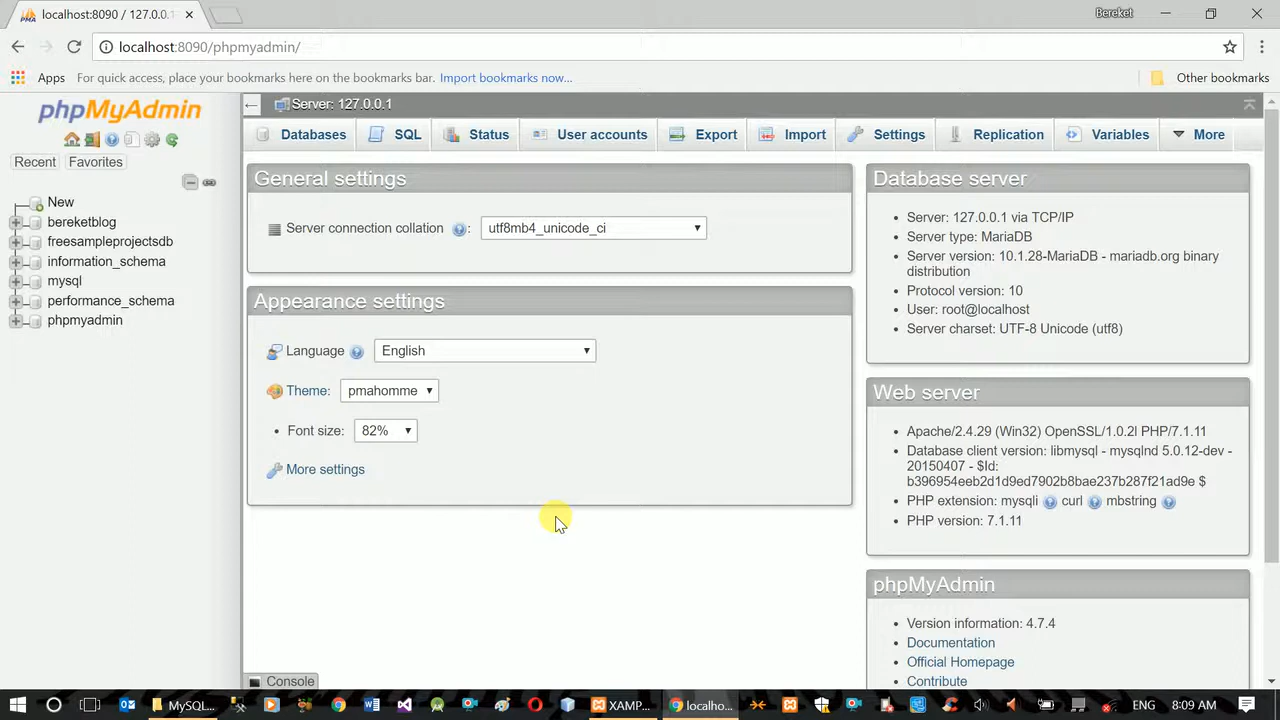 localhost:8090 / 127.0.0.1
Bereket
localhost:8090/phpmyadmin/
Apps
For quick access, place your bookmarks here on the bookmarks bar. Import bookmarks now...
Other bookmarks
phpMyAdmin
Recent
Favorites
New
bereketblog
freesampleprojectsdb
information_schema
mysql
performance_schema
phpmyadmin
Server: 127.0.0.1
Databases
SQL
Status
User accounts
Export
Import
Settings
Replication
Variables
More
General settings
Server connection collation : utf8mb4_unicode_ci
Appearance settings
Language English
Theme: pmahomme
• Font size: 82%
More settings
Console
Database server
• Server: 127.0.0.1 via TCP/IP
• Server type: MariaDB
• Server version: 10.1.28-MariaDB - mariadb.org binary
distribution
• Protocol version: 10
• User: root@localhost
• Server charset: UTF-8 Unicode (utf8)
Web server
• Apache/2.4.29 (Win32) OpenSSL/1.0.2l PHP/7.1.11
• Database client version: libmysql - mysqlnd 5.0.12-dev -
20150407 - $Id:
b396954eeb2d1d9ed7902b8bae237b287f21ad9e $
• PHP extension: mysqli curl mbstring
• PHP version: 7.1.11
phpMyAdmin
• Version information: 4.7.4
• Documentation
• Official Homepage
• Contribute
MySQL...
XAMP...
localho...
ENG
8:09 AM